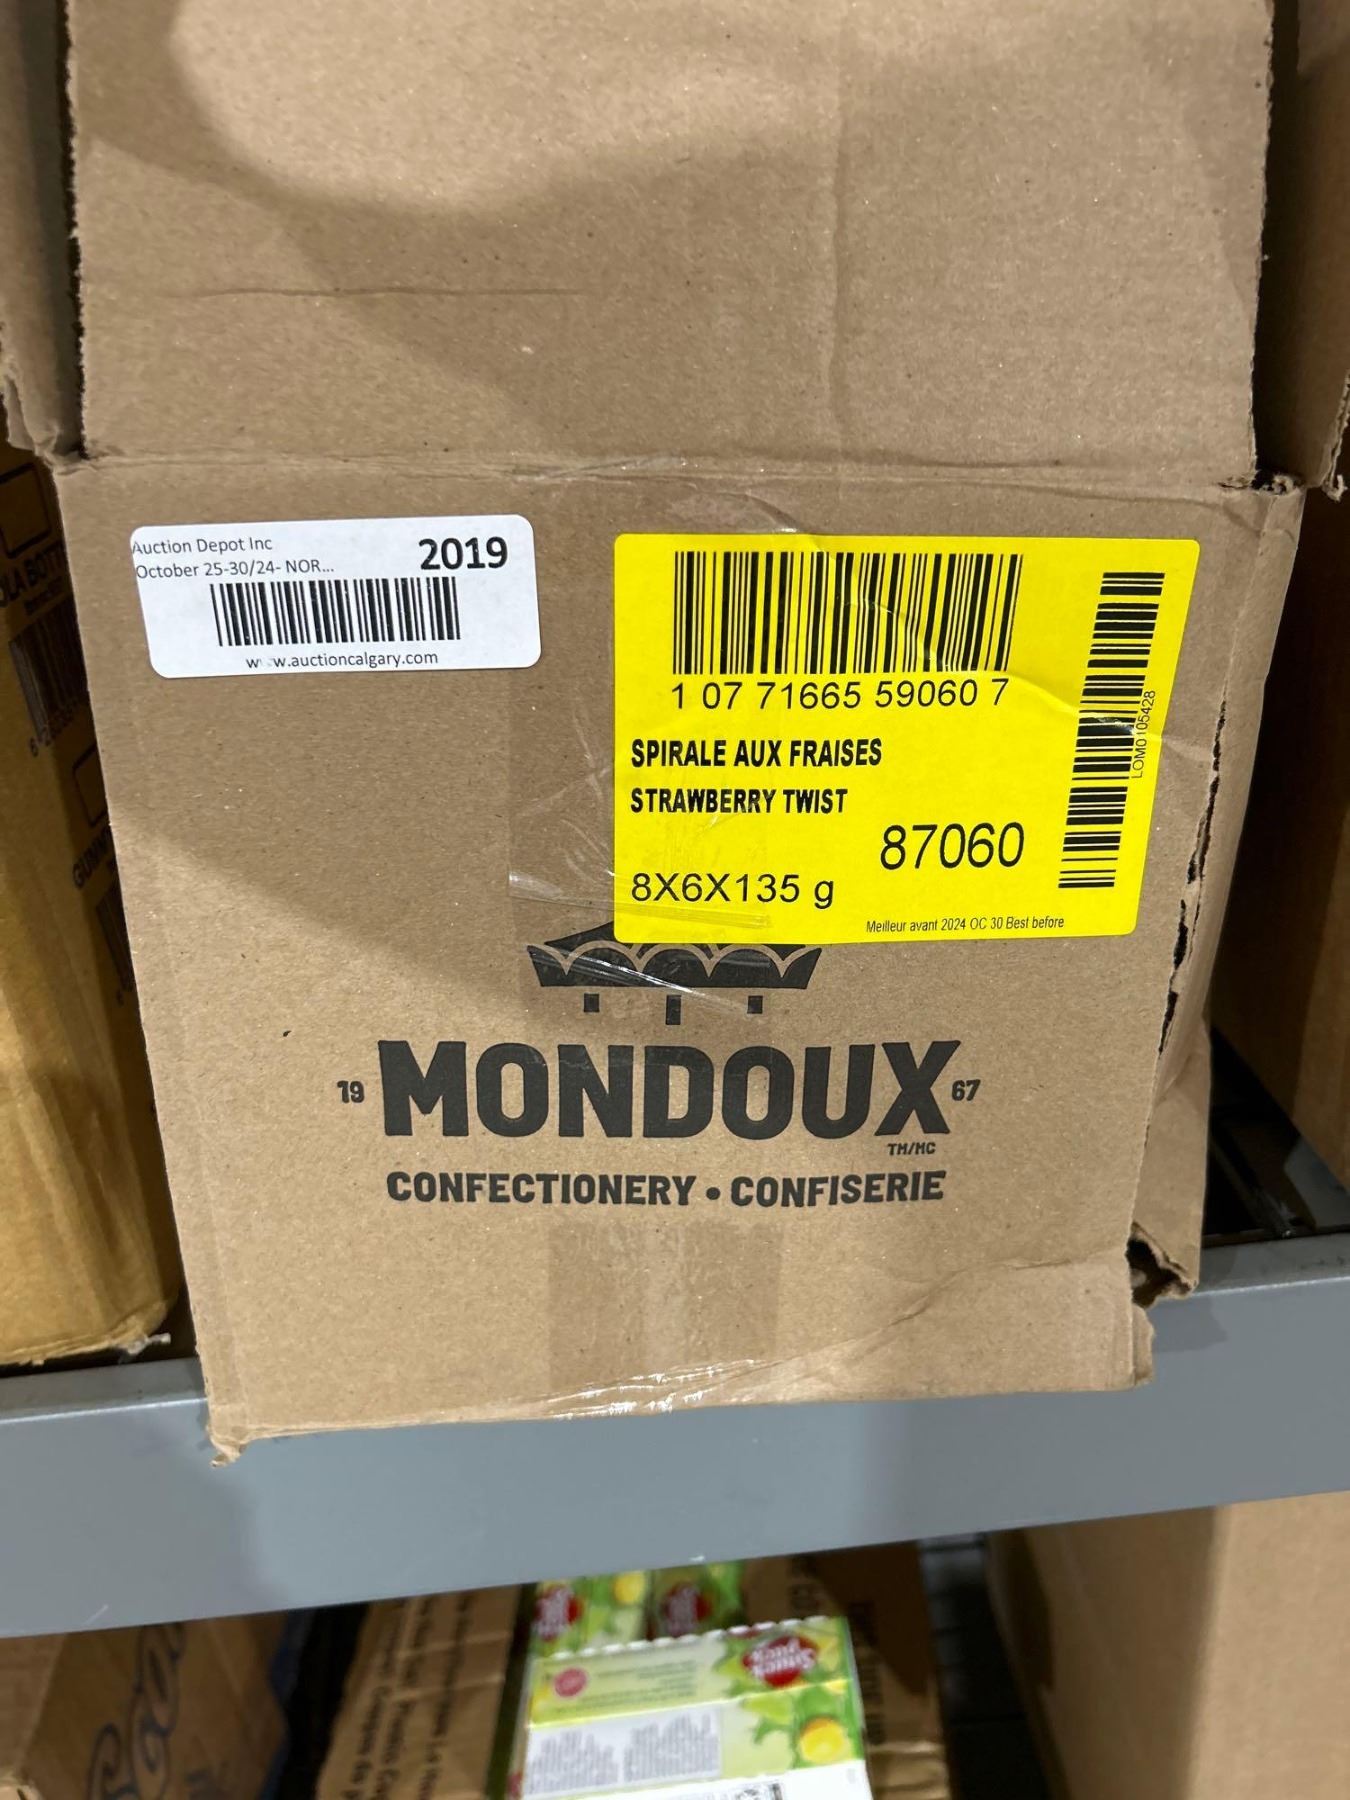 Auction Depot Inc
2019
October 25-30/24- NOR...
www.auctioncalgary.com
1 07 71665 59060 7
LOM0105428
SPIRALE AUX FRAISES
STRAWBERRY TWIST
87060
8X6X135 g
Meilleur avant 2024 OC 30 Best before
19 MONDOUX 67
TM/MC
CONFECTIONERY • CONFISERIE